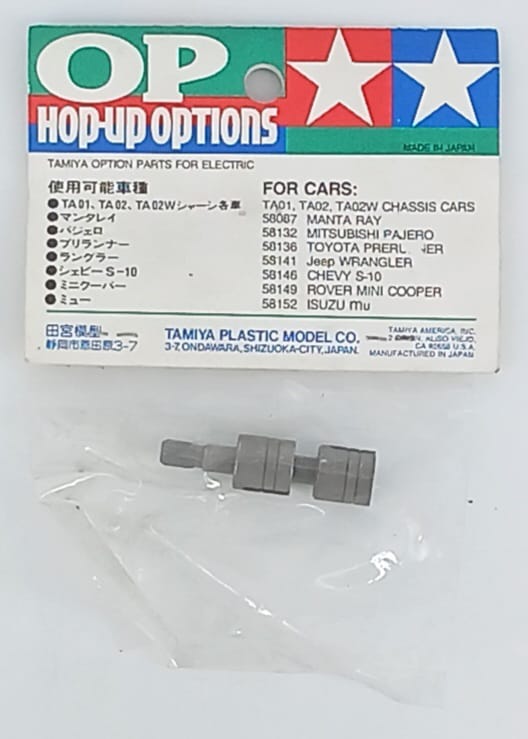 OP
HOP-UP OPTIONS
MADE IN JAPAN
TAMIYA OPTION PARTS FOR ELECTRIC
使用可能車種
●TA01、TA02、TA02Wシャーシ各車
●マンタレイ
●パジェロ
●プリランナー
●ラングラー
●シェビーS-10
●ミニクーパー
●ミュー
FOR CARS:
TA01, TA02, TA02W CHASSIS CARS
58087 MANTA RAY
58132 MITSUBISHI PAJERO
58136 TOYOTA
58141 Jeep WRANGLER
58146 CHEVY S-10
58149 ROVER MINI COOPER
58152 ISUZU mu
田宮模型
静岡市恩田原3-7
TAMIYA PLASTIC MODEL CO.
3-7, ONDAWARA, SHIZUOKA-CITY, JAPAN.
TAMIYA AMERICA, INC.
2 ALISO VIEJO,
CA U.S.A.
MANUFACTURED IN JAPAN